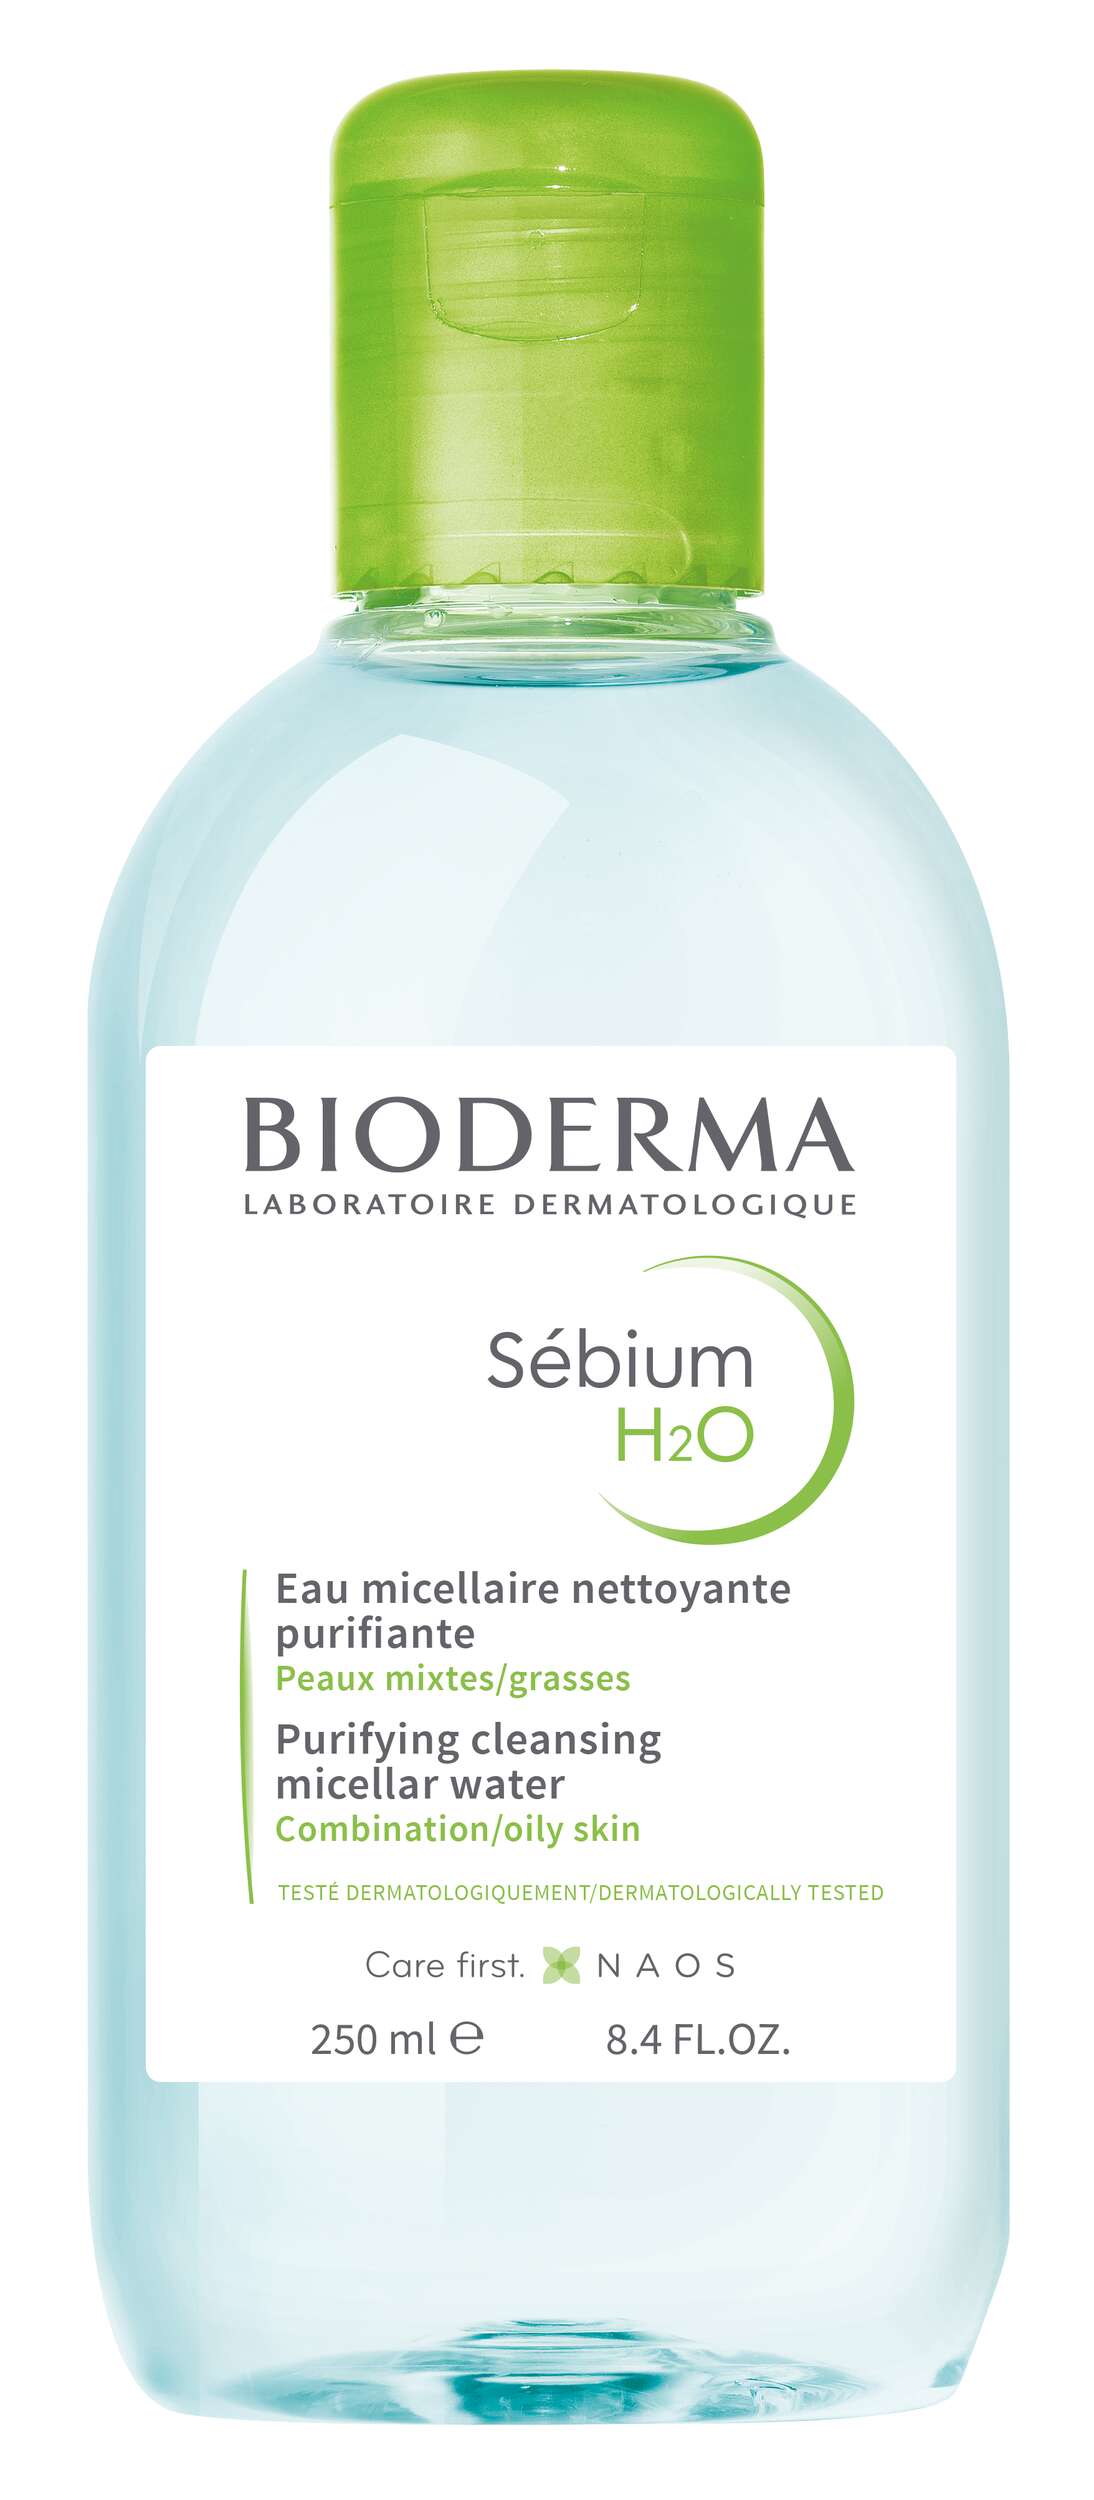 BIODERMA
LABORATOIRE DERMATOLOGIQUE
Sébium
H2O
Eau micellaire nettoyante
purifiante
Peaux mixtes/grasses
Purifying cleansing
micellar water
Combination/oily skin
TESTÉ DERMATOLOGIQUEMENT/DERMATOLOGICALLY TESTED
Care first. NAOS
250 ml ℮ 8.4 FL.OZ.